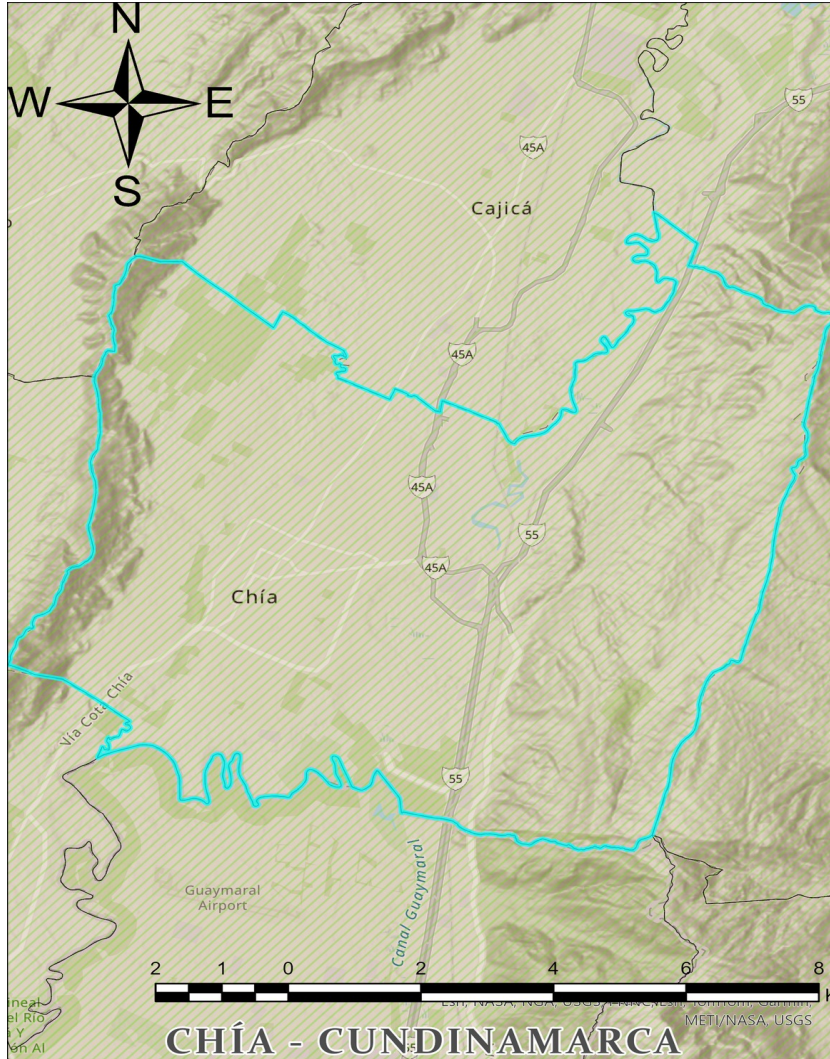 N
W E
S
55
45A
Cajicá
45A
45A
55
45A
Chía
Vía Cota Chía
55
Canal Guaymaral
Guaymaral
Airport
2 1 0 2 4 6 8
METI/NASA, USGS
CHÍA - CUNDINAMARCA